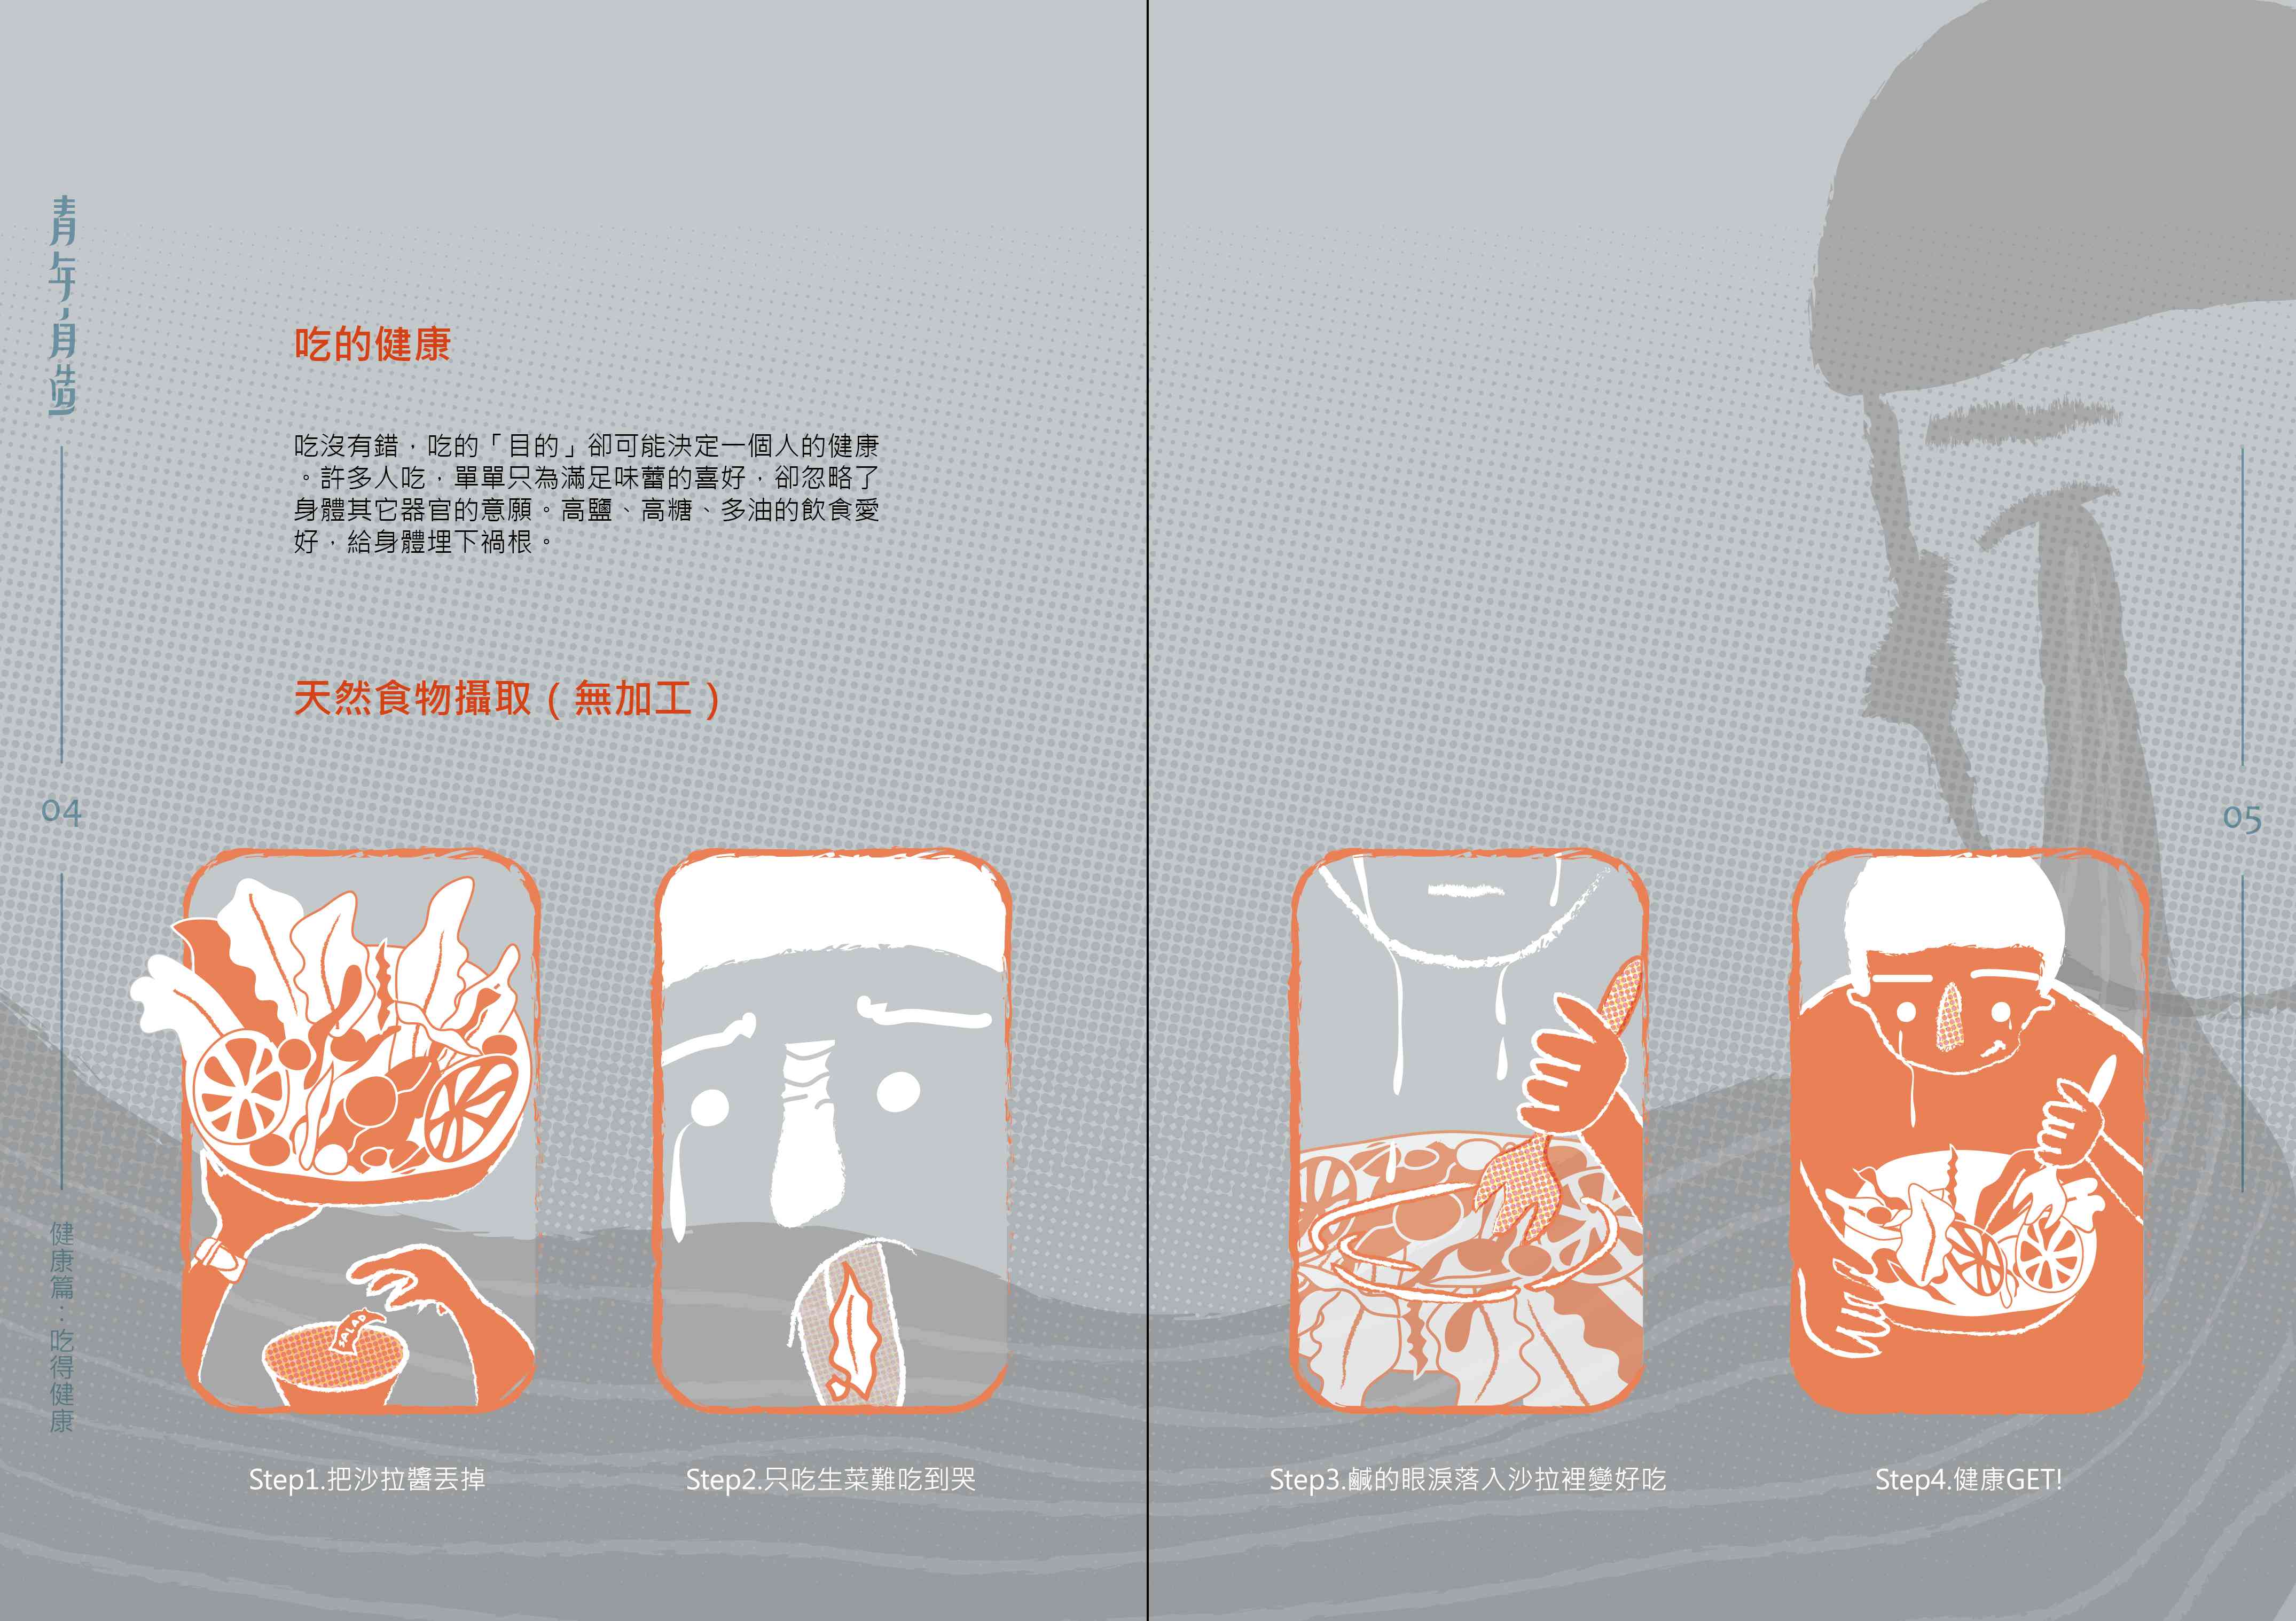 青年月造
04
健康篇：吃得健康
吃的健康
吃沒有錯，吃的「目的」卻可能決定一個人的健康
。許多人吃，單單只為滿足味蕾的喜好，卻忽略了
身體其它器官的意願。高鹽、高糖、多油的飲食愛
好，給身體埋下禍根。
天然食物攝取（無加工）
SALAD
Step1.把沙拉醬丟掉
Step2.只吃生菜難吃到哭
Step3.鹹的眼淚落入沙拉裡變好吃
Step4.健康GET!
05